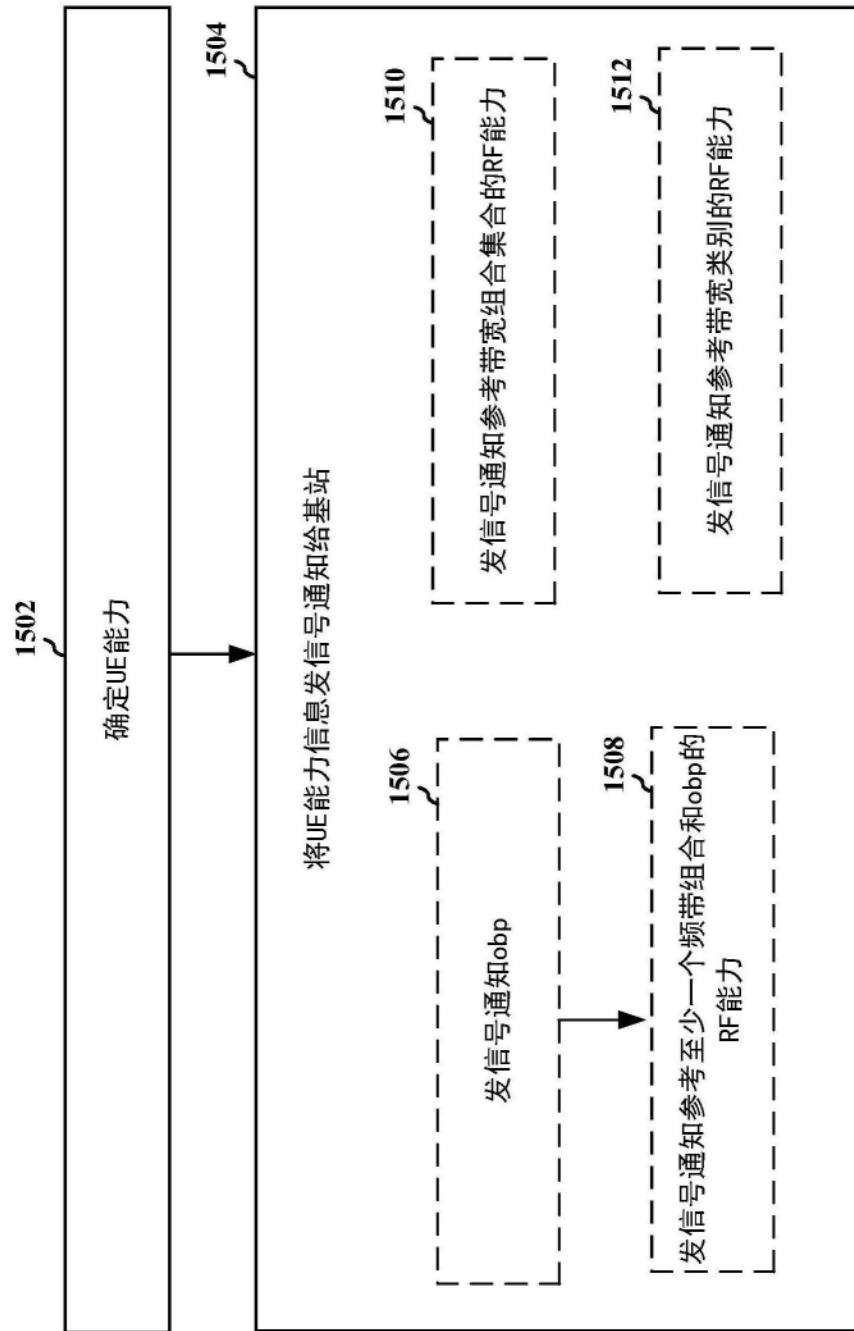 1502
确定UE能力
1504
将UE能力信息发信号通知给基站
1506
发信号通知obp
1508
发信号通知参考至少一个频带组合和obp的
RF能力
1510
发信号通知参考带宽组合集合的RF能力
1512
发信号通知参考带宽类别的RF能力